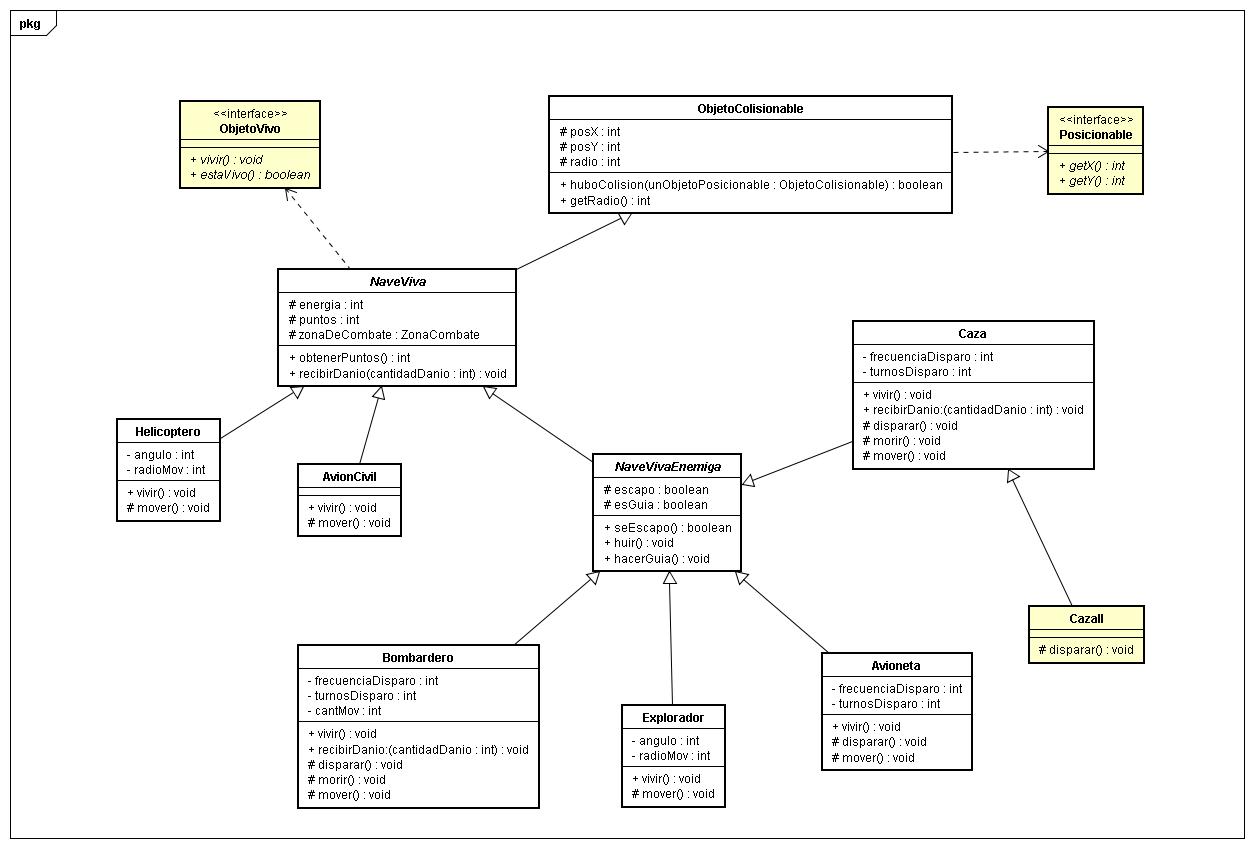 pkg
<<interface>>
ObjetoVivo
+ vivir() : void
+ estaVivo() : boolean
ObjetoColisionable
# posX : int
# posY : int
# radio : int
+ huboColision(unObjetoPosicionable : ObjetoColisionable) : boolean
+ getRadio() : int
<<interface>>
Posicionable
+ getX() : int
+ getY() : int
NaveViva
# energia : int
# puntos : int
# zonaDeCombate : ZonaCombate
+ obtenerPuntos() : int
+ recibirDanio(cantidadDanio : int) : void
Caza
- frecuenciaDisparo : int
- turnosDisparo : int
+ vivir() : void
+ recibirDanio:(cantidadDanio : int) : void
# disparar() : void
# morir() : void
# mover() : void
Helicoptero
- angulo : int
- radioMov : int
+ vivir() : void
# mover() : void
AvionCivil
+ vivir() : void
# mover() : void
NaveVivaEnemiga
# escapo : boolean
# esGuia : boolean
+ seEscapo() : boolean
+ huir() : void
+ hacerGuia() : void
CazaII
# disparar() : void
Bombardero
- frecuenciaDisparo : int
- turnosDisparo : int
- cantMov : int
+ vivir() : void
+ recibirDanio:(cantidadDanio : int) : void
# disparar() : void
# morir() : void
# mover() : void
Explorador
- angulo : int
- radioMov : int
+ vivir() : void
# mover() : void
Avioneta
- frecuenciaDisparo : int
- turnosDisparo : int
+ vivir() : void
# disparar() : void
# mover() : void